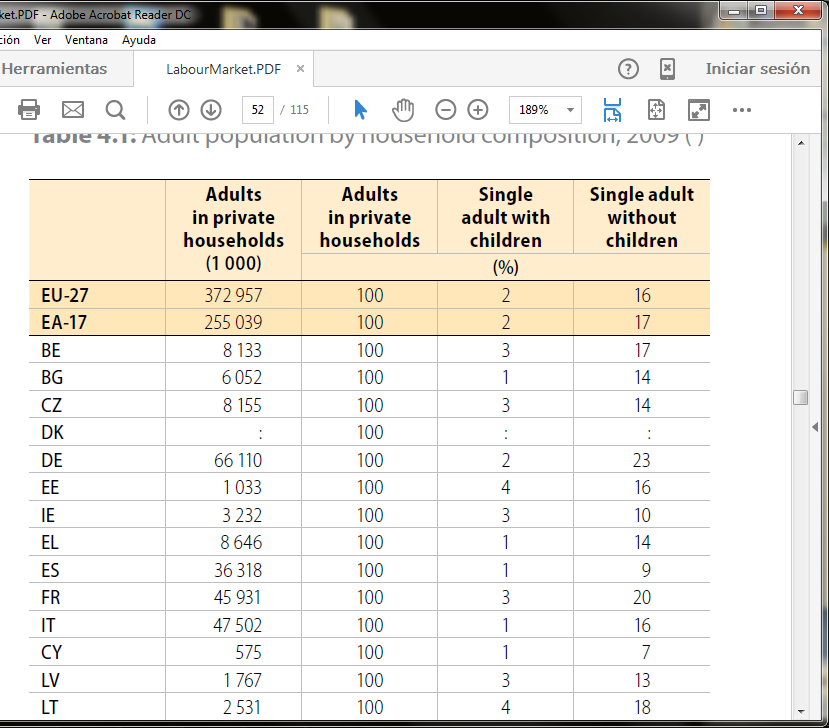 ket.PDF - Adobe Acrobat Reader DC
ción Ver Ventana Ayuda
Herramientas LabourMarket.PDF × ? Iniciar sesión
52 / 115 189%
Table 4.1: Adult population by household composition, 2009 ( )
Adults in private households (1 000) Adults in private households Single adult with children Single adult without children
(%)
EU-27 372 957 100 2 16
EA-17 255 039 100 2 17
BE 8 133 100 3 17
BG 6 052 100 1 14
CZ 8 155 100 3 14
DK : 100 : :
DE 66 110 100 2 23
EE 1 033 100 4 16
IE 3 232 100 3 10
EL 8 646 100 1 14
ES 36 318 100 1 9
FR 45 931 100 3 20
IT 47 502 100 1 16
CY 575 100 1 7
LV 1 767 100 3 13
LT 2 531 100 4 18